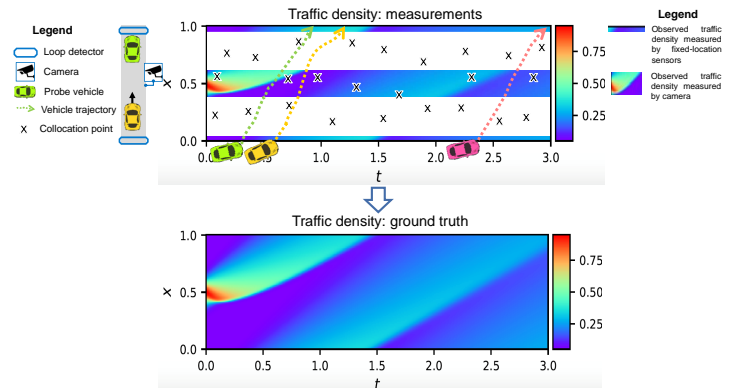 Legend
Loop detector
Camera
Probe vehicle
Vehicle trajectory
x Collocation point
Traffic density: measurements
1.0
0.5
0.0
x
0.0
0.5
1.0
1.5
2.0
2.5
3.0
t
0.75
0.50
0.25
Legend
Observed traffic
density measured
by fixed-location
sensors
Observed traffic
density measured
by camera
Traffic density: ground truth
1.0
0.5
0.0
x
0.0
0.5
1.0
1.5
2.0
2.5
3.0
t
0.75
0.50
0.25